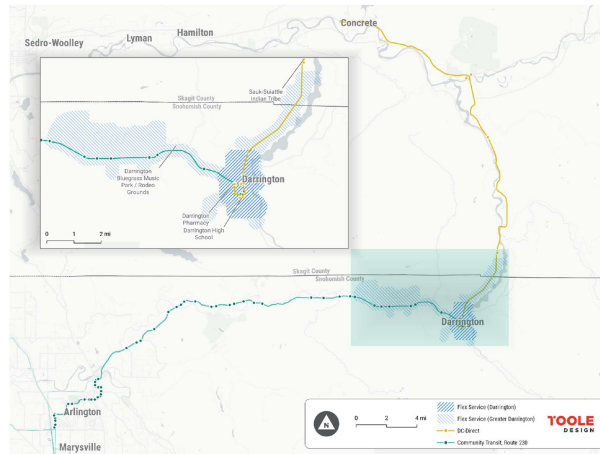 Concrete
Hamilton
Lyman
Sedro-Woolley
Sauk-Suiattle
Indian Tribe
Skagit County
Snohomish County
Darrington
Bluegrass Music
Park / Rodeo
Grounds
Darrington
Darrington
Pharmacy
Darrington High
School
0 1 2 mi
Skagit County
Snohomish County
Darrington
Arlington
Marysville
N
0 2 4 mi
Flex Service (Darrington)
Flex Service (Greater Darrington)
DC-Direct
Community Transit, Route 230
TOOLE
DESIGN